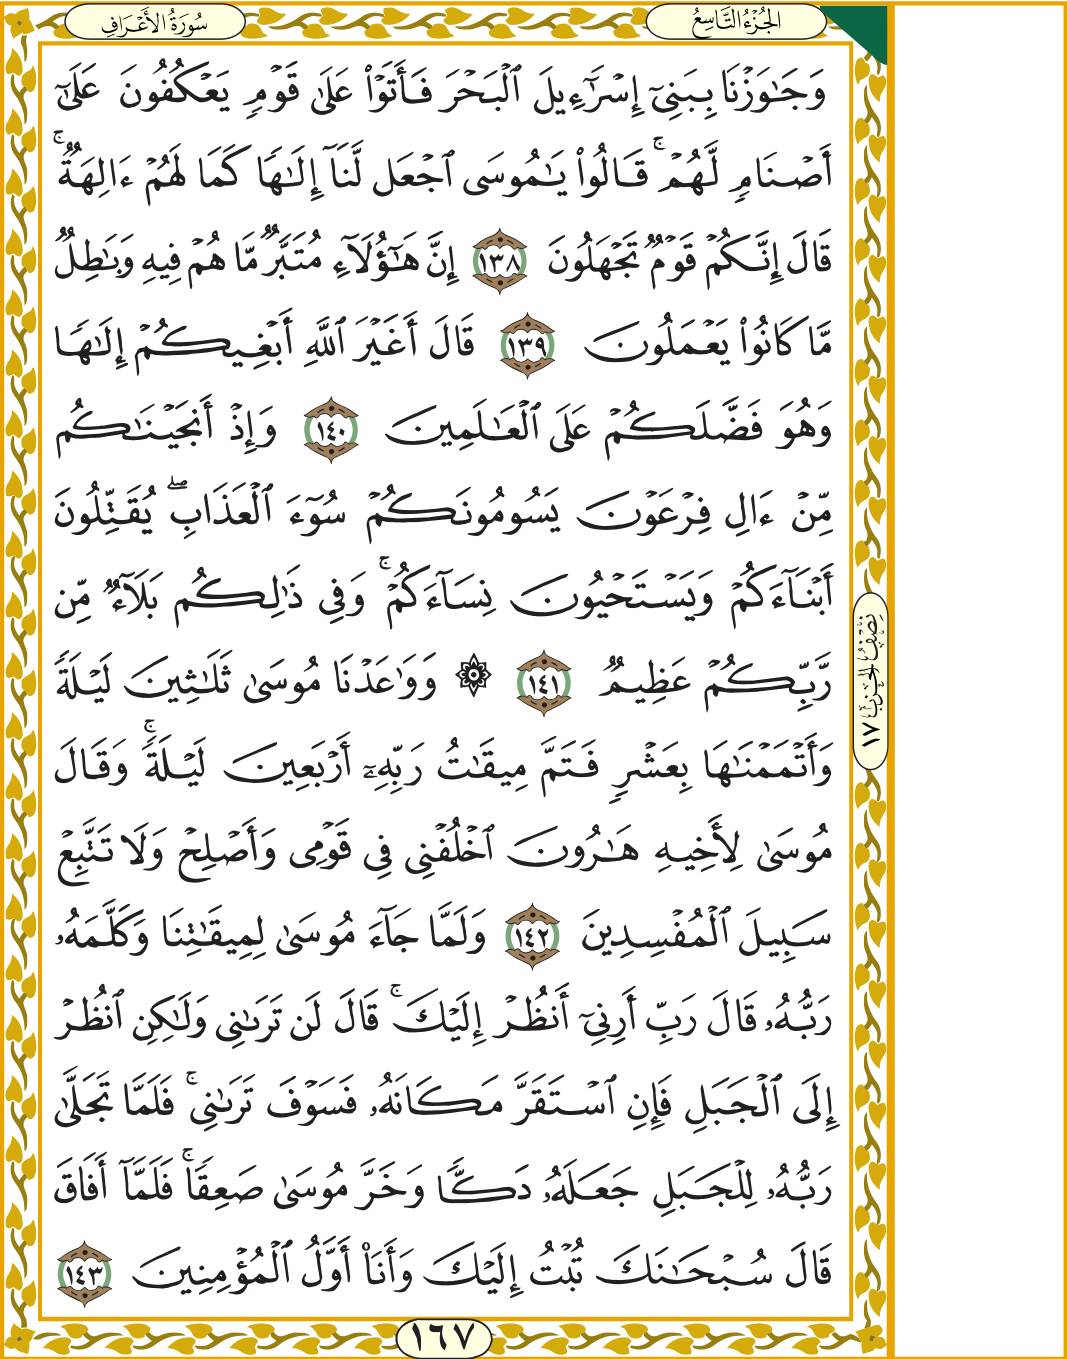 الجُزْءُ التَّاسِعُ
سُورَةُ الأَعْرَافِ
وَجَٰوَزْنَا بِبَنِىٓ إِسْرَٰٓءِيلَ ٱلْبَحْرَ فَأَتَوْا۟ عَلَىٰ قَوْمٍ يَعْكُفُونَ عَلَىٰٓ
أَصْنَامٍ لَّهُمْ ۚ قَالُوا۟ يَٰمُوسَى ٱجْعَل لَّنَآ إِلَٰهًا كَمَا لَهُمْ ءَالِهَةٌ ۚ
قَالَ إِنَّكُمْ قَوْمٌ تَجْهَلُونَ ١٣٨ إِنَّ هَٰٓؤُلَآءِ مُتَبَّرٌ مَّا هُمْ فِيهِ وَبَٰطِلٌ
مَّا كَانُوا۟ يَعْمَلُونَ ١٣٩ قَالَ أَغَيْرَ ٱللَّهِ أَبْغِيكُمْ إِلَٰهًا
وَهُوَ فَضَّلَكُمْ عَلَى ٱلْعَٰلَمِينَ ١٤٠ وَإِذْ أَنجَيْنَٰكُم
مِّنْ ءَالِ فِرْعَوْنَ يَسُومُونَكُمْ سُوٓءَ ٱلْعَذَابِ ۖ يُقَتِّلُونَ
أَبْنَآءَكُمْ وَيَسْتَحْيُونَ نِسَآءَكُمْ ۚ وَفِى ذَٰلِكُم بَلَآءٌ مِّن
رَّبِّكُمْ عَظِيمٌ ١٤١ ۞ وَوَٰعَدْنَا مُوسَىٰ ثَلَٰثِينَ لَيْلَةً
وَأَتْمَمْنَٰهَا بِعَشْرٍ فَتَمَّ مِيقَٰتُ رَبِّهِۦٓ أَرْبَعِينَ لَيْلَةً ۚ وَقَالَ
مُوسَىٰ لِأَخِيهِ هَٰرُونَ ٱخْلُفْنِى فِى قَوْمِى وَأَصْلِحْ وَلَا تَتَّبِعْ
سَبِيلَ ٱلْمُفْسِدِينَ ١٤٢ وَلَمَّا جَآءَ مُوسَىٰ لِمِيقَٰتِنَا وَكَلَّمَهُۥ
رَبُّهُۥ قَالَ رَبِّ أَرِنِىٓ أَنظُرْ إِلَيْكَ ۚ قَالَ لَن تَرَىٰنِى وَلَٰكِنِ ٱنظُرْ
إِلَى ٱلْجَبَلِ فَإِنِ ٱسْتَقَرَّ مَكَانَهُۥ فَسَوْفَ تَرَىٰنِى ۚ فَلَمَّا تَجَلَّىٰ
رَبُّهُۥ لِلْجَبَلِ جَعَلَهُۥ دَكًّا وَخَرَّ مُوسَىٰ صَعِقًا ۚ فَلَمَّآ أَفَاقَ
قَالَ سُبْحَٰنَكَ تُبْتُ إِلَيْكَ وَأَنَا۠ أَوَّلُ ٱلْمُؤْمِنِينَ ١٤٣
نِصْفُ الحِزْبِ ١٧
١٦٧